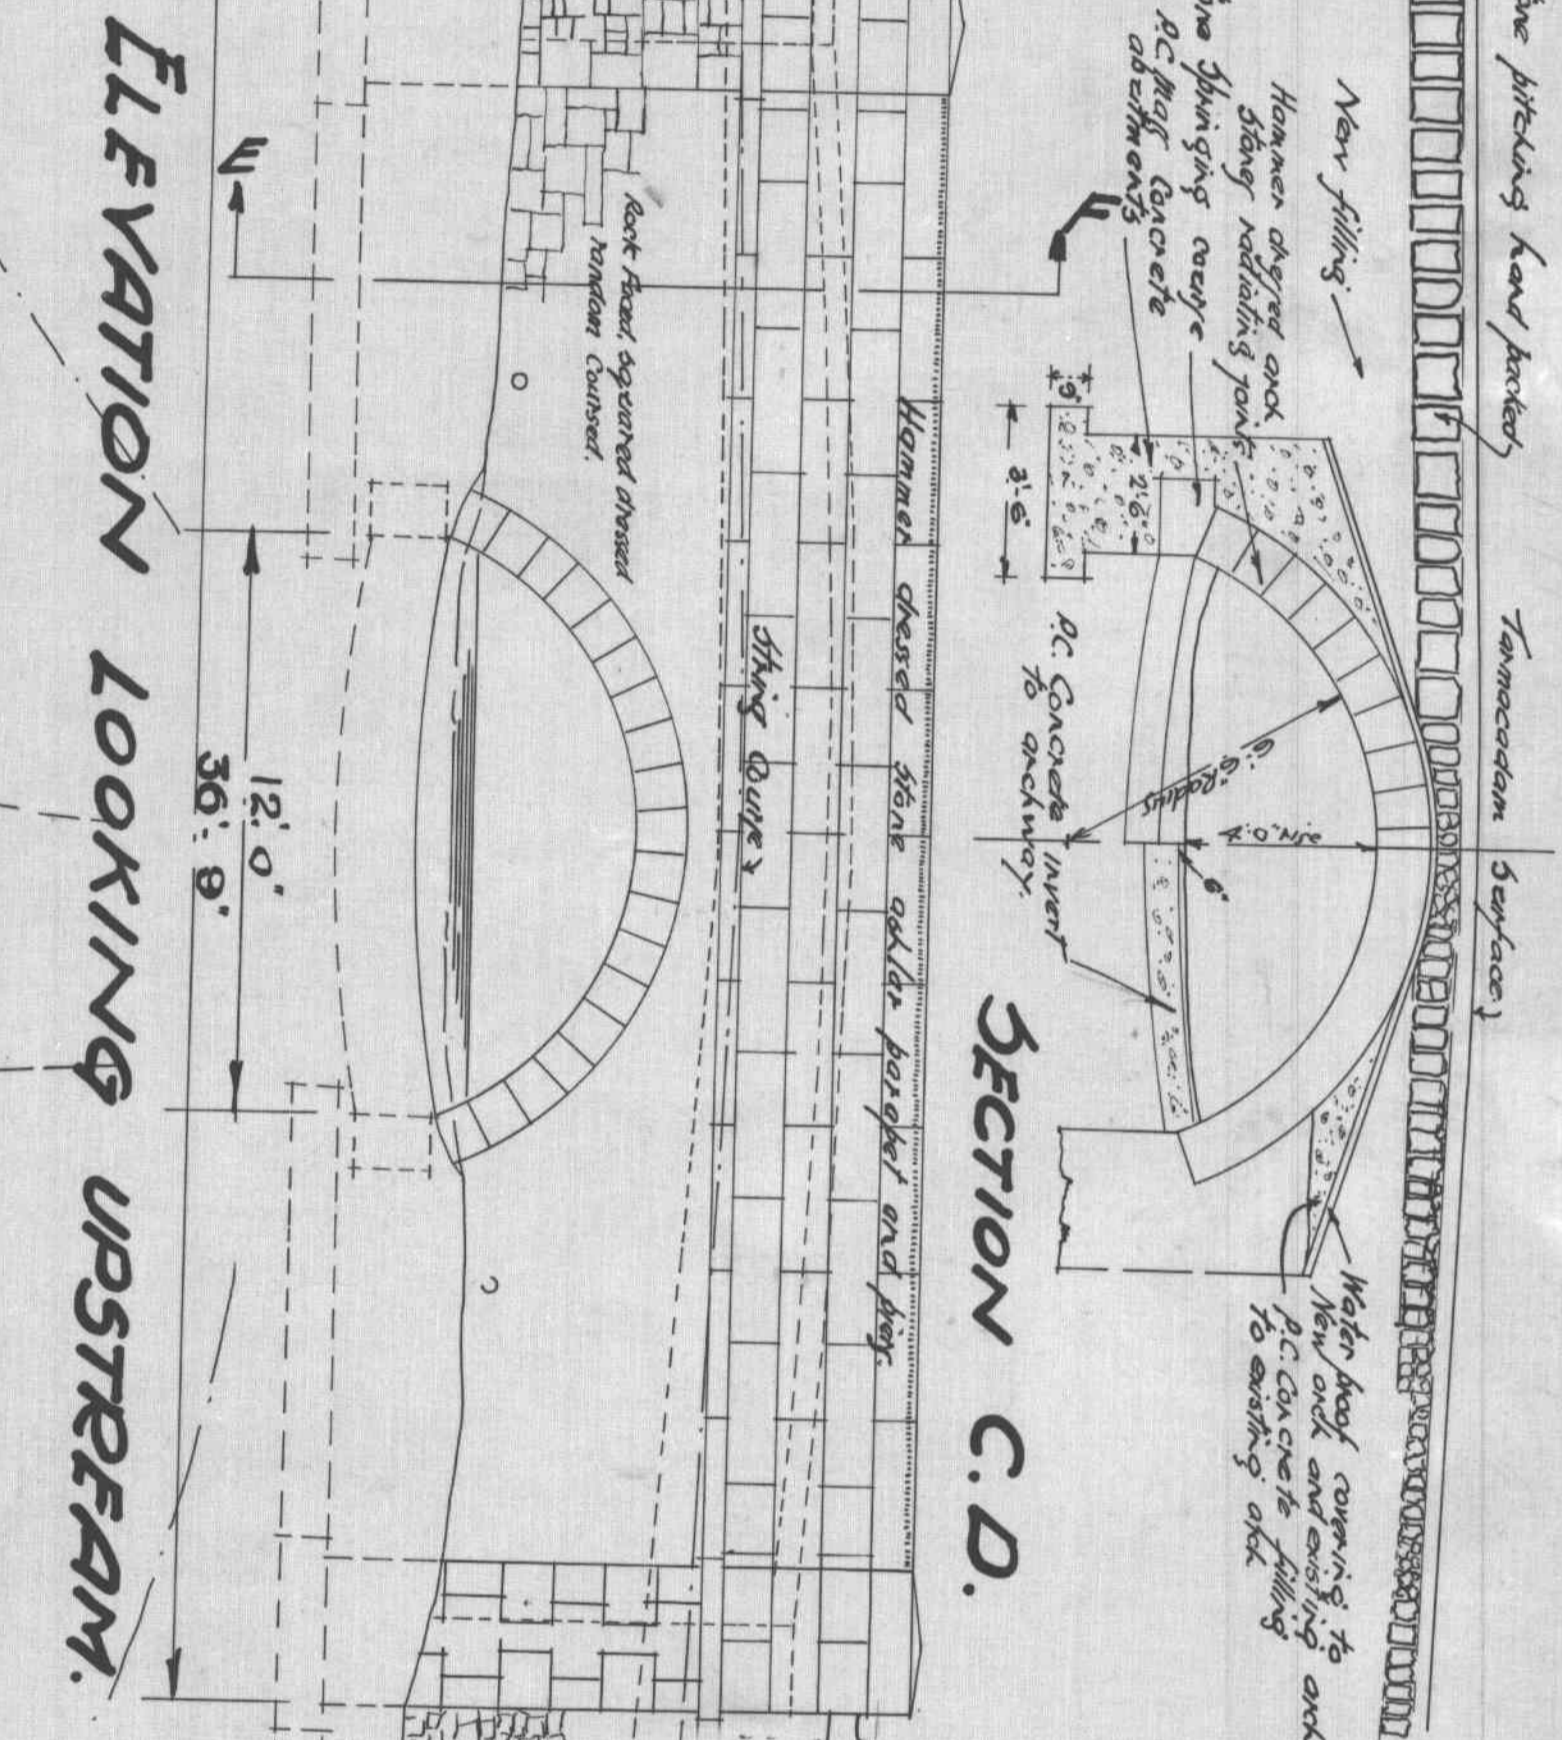 pitching hand packed
Tarmacadam Surface
New filling
Hammer dressed arch
Stones radiating joints
Springing course
P.C. Mass Concrete
abutments
9"
3'-6"
2'-6"
6'-6" Radius
6"
P.C. Concrete invert
to archway.
Water proof covering to
New arch and existing arch
P.C. Concrete filling
to existing arch
SECTION C.D.
E
E
Hammer dressed stone ashlar parapet and piers.
String Course
Rock Faced, squared dressed
random Coursed.
12'. 0"
36'. 9"
ELEVATION LOOKING UPSTREAM.